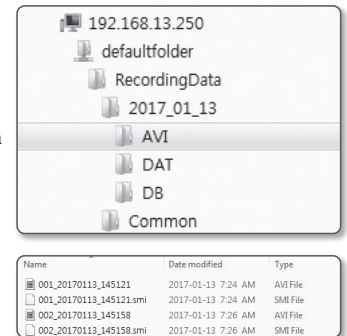 192.168.13.250
defaultfolder
RecordingData
2017_01_13
AVI
DAT
DB
Common
Name Date modified Type
001_20170113_145121 2017-01-13 7:24 AM AVI File
001_20170113_145121.smi 2017-01-13 7:24 AM SMI File
002_20170113_145158 2017-01-13 7:26 AM AVI File
002_20170113_145158.smi 2017-01-13 7:26 AM SMI File